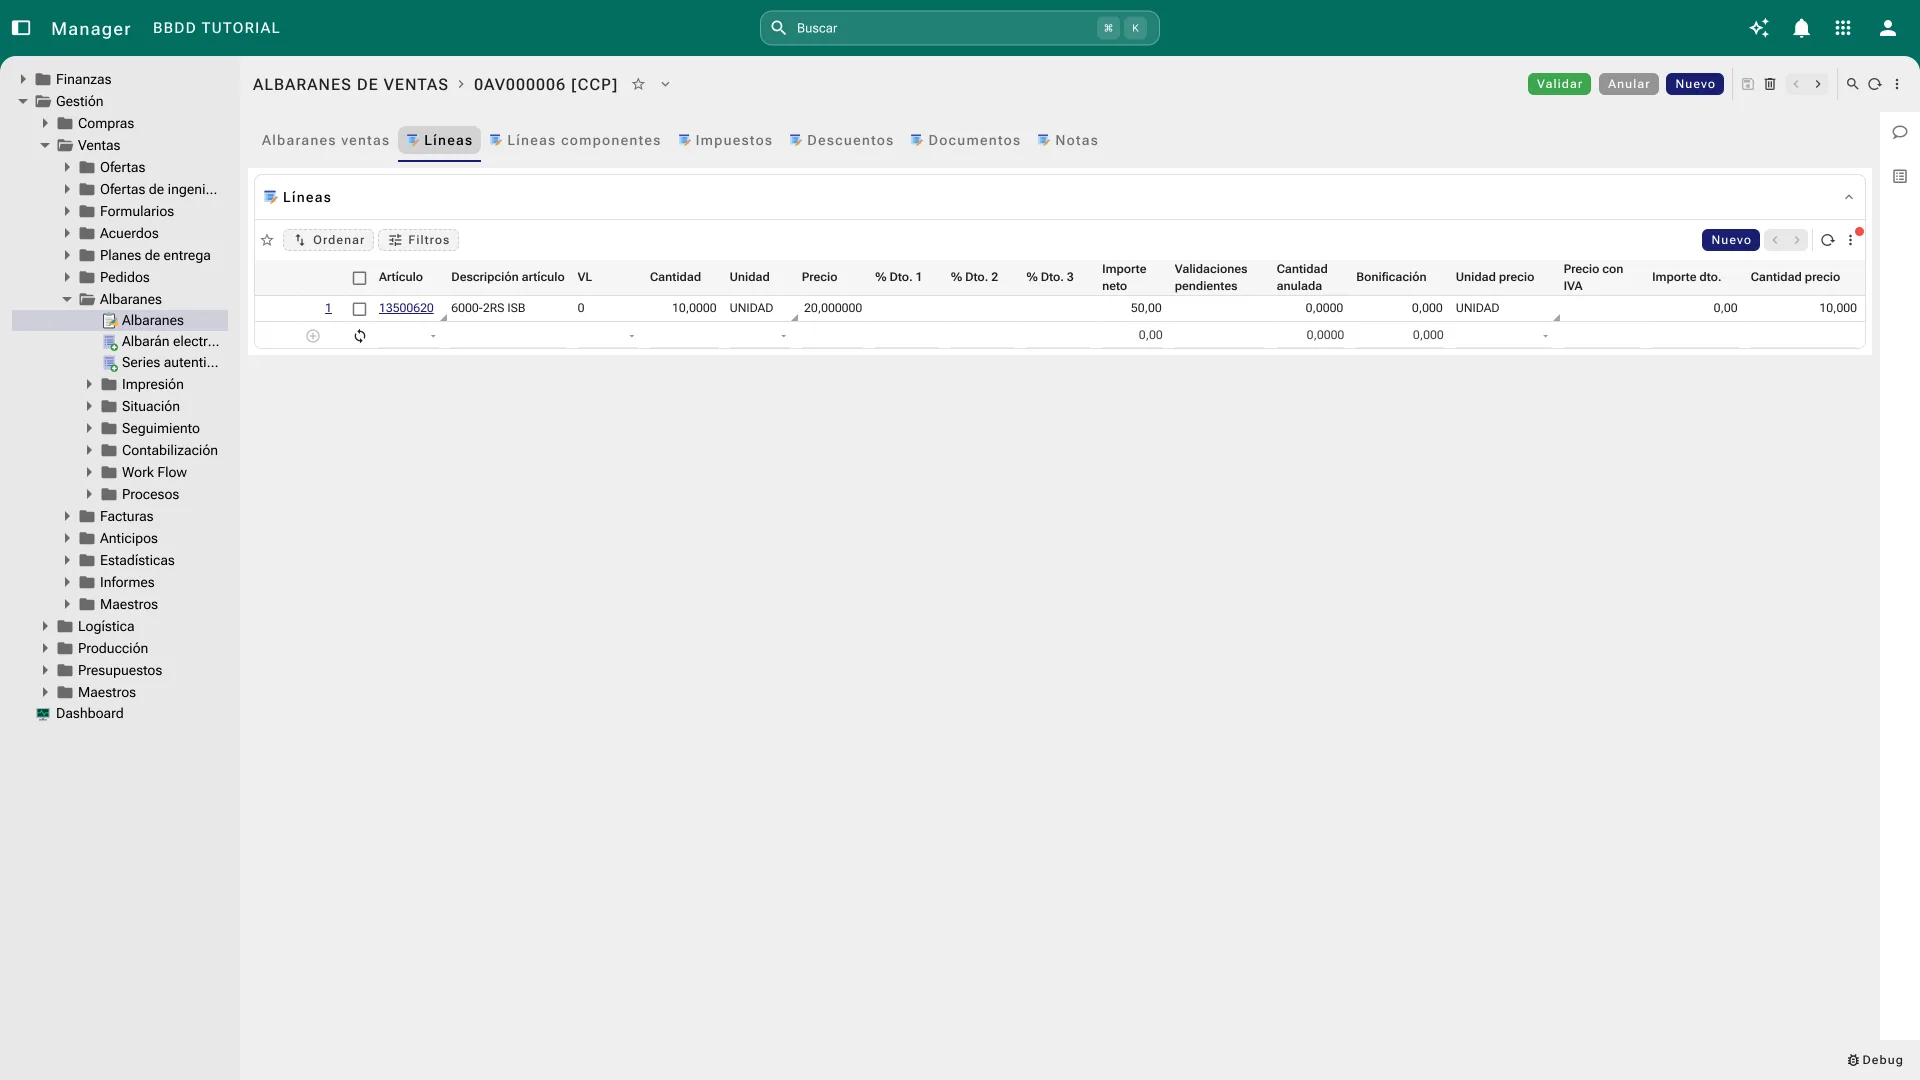 Manager BBDD TUTORIAL
Buscar ⌘ K
Finanzas
Gestión
Compras
Ventas
Ofertas
Ofertas de ingeni...
Formularios
Acuerdos
Planes de entrega
Pedidos
Albaranes
Albaranes
Albarán electr...
Series autenti...
Impresión
Situación
Seguimiento
Contabilización
Work Flow
Procesos
Facturas
Anticipos
Estadísticas
Informes
Maestros
Logística
Producción
Presupuestos
Maestros
Dashboard
ALBARANES DE VENTAS > 0AV000006 [CCP]
Validar Anular Nuevo
Albaranes ventas Líneas Líneas componentes Impuestos Descuentos Documentos Notas
Líneas
Ordenar Filtros Nuevo
Artículo Descripción artículo VL Cantidad Unidad Precio % Dto. 1 % Dto. 2 % Dto. 3 Importe neto Validaciones pendientes Cantidad anulada Bonificación Unidad precio Precio con IVA Importe dto. Cantidad precio
1 13500620 6000-2RS ISB 0 10,0000 UNIDAD 20,000000 50,00 0,0000 0,000 UNIDAD 0,00 10,000
0,00 0,0000 0,000
Debug